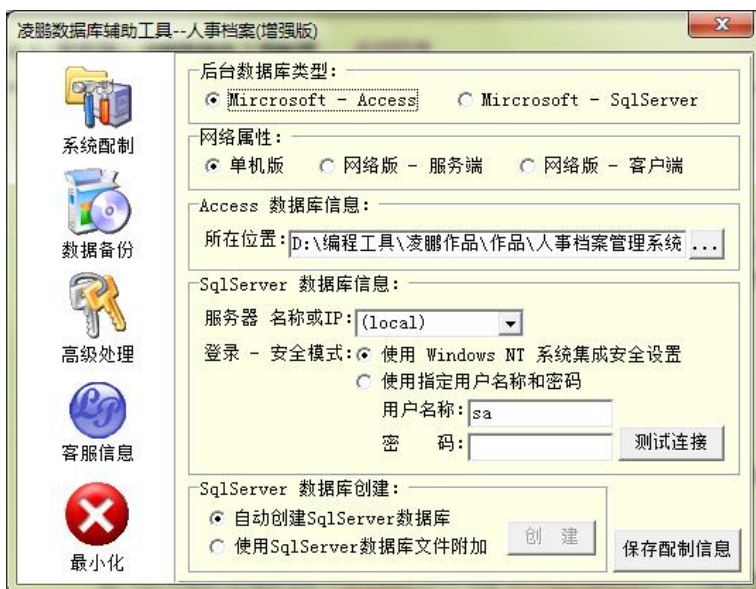 凌鹏数据库辅助工具--人事档案(增强版)
系统配制
数据备份
高级处理
客服信息
最小化
后台数据库类型:
Mircrosoft - Access
Mircrosoft - SqlServer
网络属性:
单机版
网络版 - 服务端
网络版 - 客户端
Access 数据库信息:
所在位置:D:\编程工具\凌鹏作品\作品\人事档案管理系统 ...
SqlServer 数据库信息:
服务器 名称或IP:(local)
登录 - 安全模式:
使用 Windows NT 系统集成安全设置
使用指定用户名称和密码
用户名称:sa
密 码:
测试连接
SqlServer 数据库创建:
自动创建SqlServer数据库
使用SqlServer数据库文件附加
创 建
保存配制信息